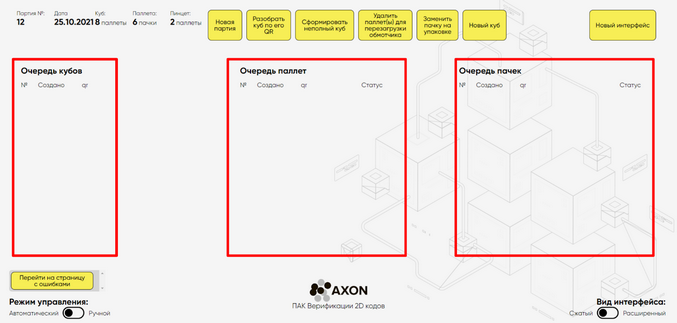 Партия №: Дата Куб: Паллета: Пинцет:
12 25.10.2021 8 паллеты 6 пачки 2 паллеты
Новая партия
Разобрать куб по его QR
Сформировать неполный куб
Удалить паллет(ы) для перезагрузки обмотчика
Заменить пачку на упаковке
Новый куб
Новый интерфейс
Очередь кубов
№ Создано qr
Очередь паллет
№ Создано qr Статус
Очередь пачек
№ Создано qr Статус
Перейти на страницу с ошибками
AXON
ПАК Верификации 2D кодов
Режим управления:
Автоматический Ручной
Вид интерфейса:
Сжатый Расширенный